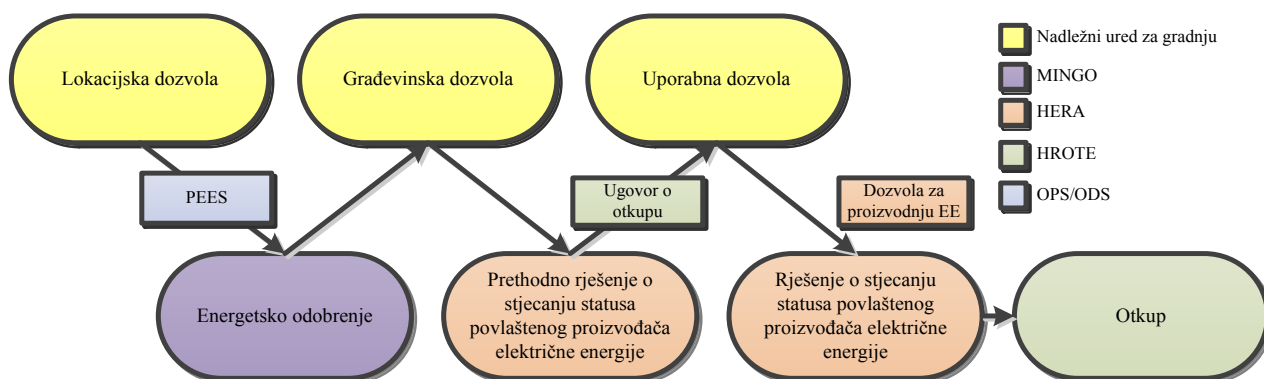 Lokacijska dozvola
Građevinska dozvola
Uporabna dozvola
Nadležni ured za gradnju
MINGO
HERA
HROTE
OPS/ODS
PEES
Ugovor o
otkupu
Dozvola za
proizvodnju EE
Energetsko odobrenje
Prethodno rješenje o
stjecanju statusa
povlaštenog proizvođača
električne energije
Rješenje o stjecanju
statusa povlaštenog
proizvođača električne
energije
Otkup